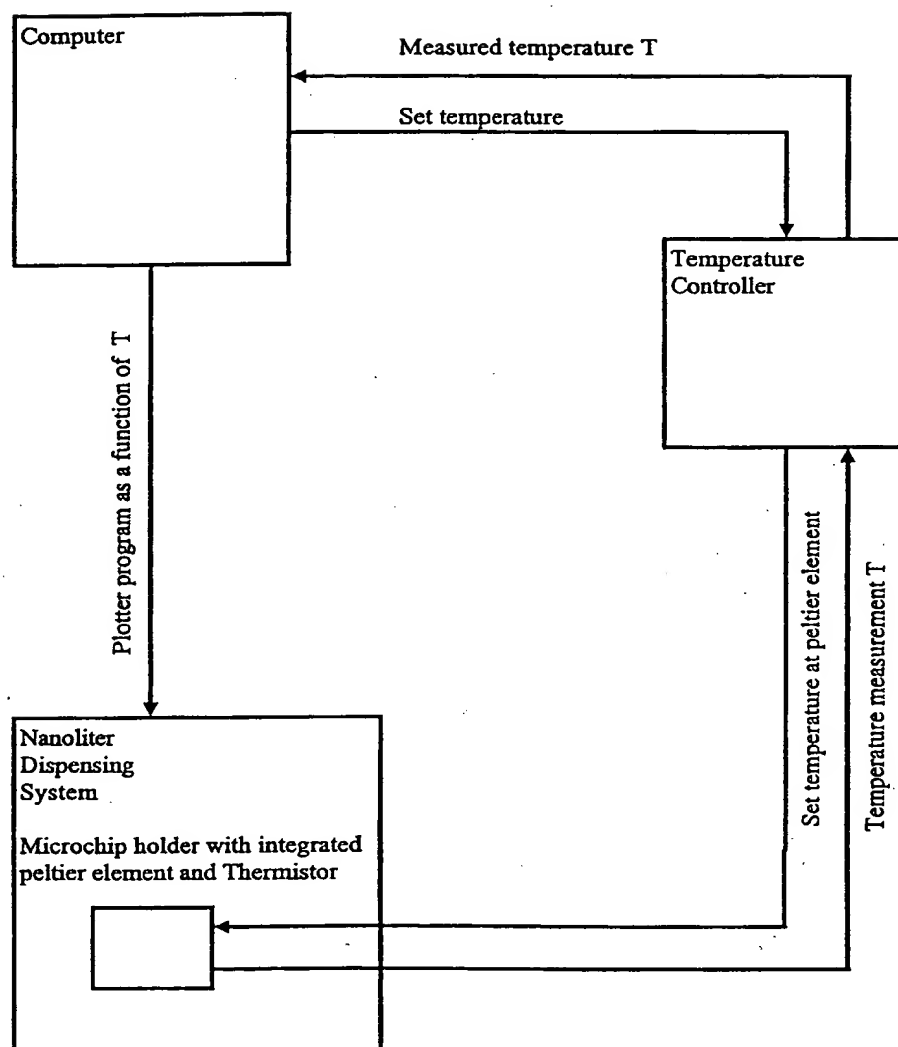 Computer
Measured temperature T
Set temperature
Temperature
Controller
Plotter program as a function of T
Set temperature at peltier element
Temperature measurement T
Nanoliter
Dispensing
System
Microchip holder with integrated
peltier element and Thermistor